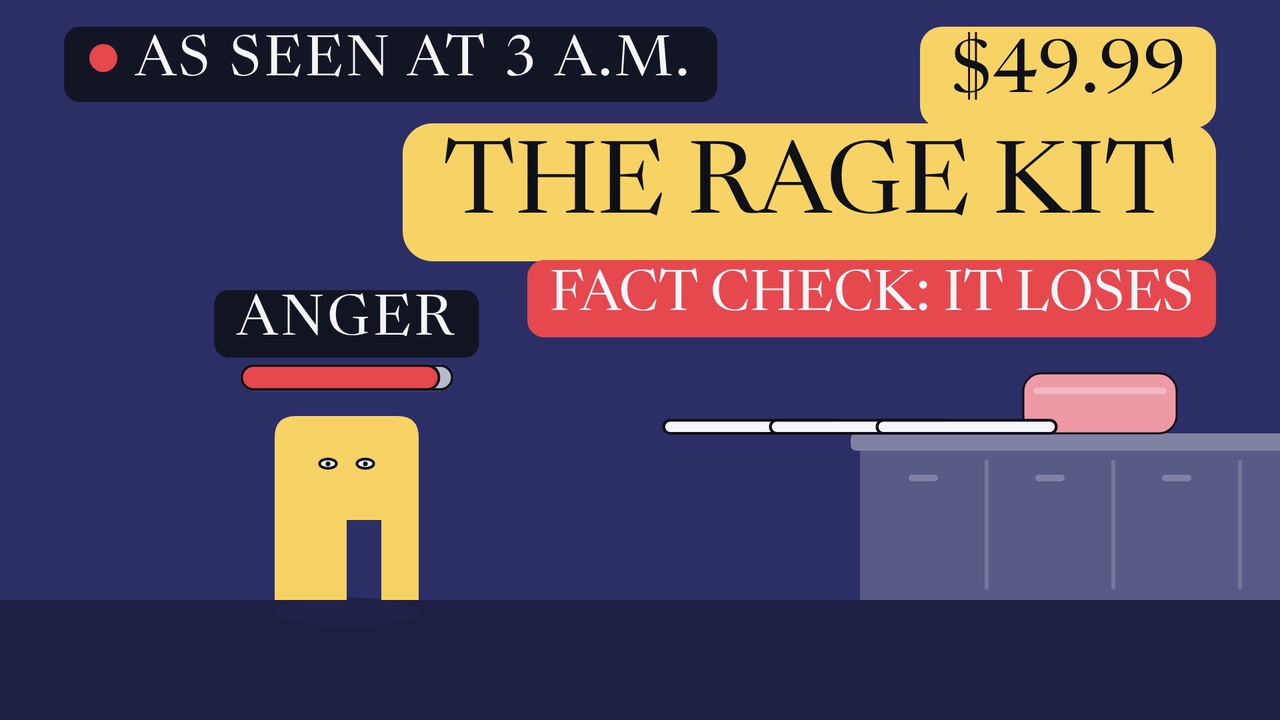 AS SEEN AT 3 A.M.
$49.99
THE RAGE KIT
FACT CHECK: IT LOSES
ANGER